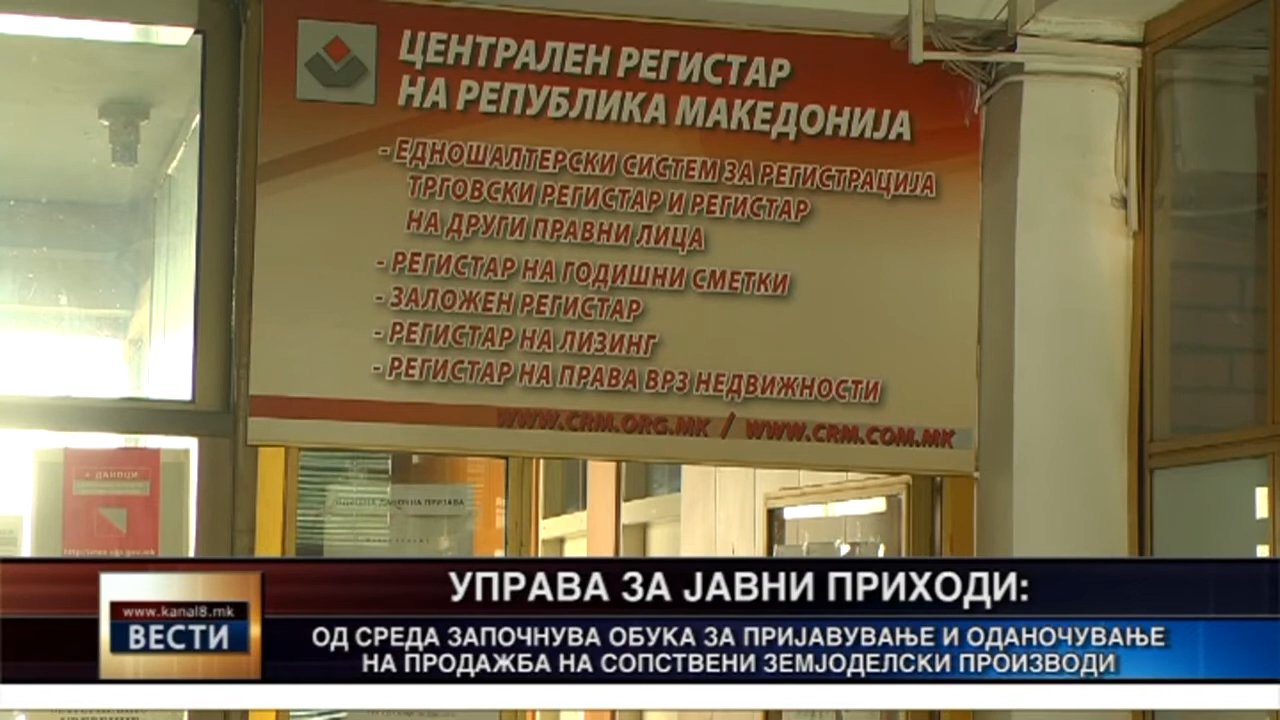 ЦЕНТРАЛЕН РЕГИСТАР
НА РЕПУБЛИКА МАКЕДОНИЈА
- ЕДНОШАЛТЕРСКИ СИСТЕМ ЗА РЕГИСТРАЦИЈА
ТРГОВСКИ РЕГИСТАР И РЕГИСТАР
НА ДРУГИ ПРАВНИ ЛИЦА
- РЕГИСТАР НА ГОДИШНИ СМЕТКИ
- ЗАЛОЖЕН РЕГИСТАР
- РЕГИСТАР НА ЛИЗИНГ
- РЕГИСТАР НА ПРАВА ВРЗ НЕДВИЖНОСТИ
WWW.CRM.ORG.MK / WWW.CRM.COM.MK
ДАНОЦИ
ДАНОЧНА ПРИЈАВА
УПРАВА ЗА ЈАВНИ ПРИХОДИ:
www.kanal8.mk
ВЕСТИ
ОД СРЕДА ЗАПОЧНУВА ОБУКА ЗА ПРИЈАВУВАЊЕ И ОДАНОЧУВАЊЕ
НА ПРОДАЖБА НА СОПСТВЕНИ ЗЕМЈОДЕЛСКИ ПРОИЗВОДИ